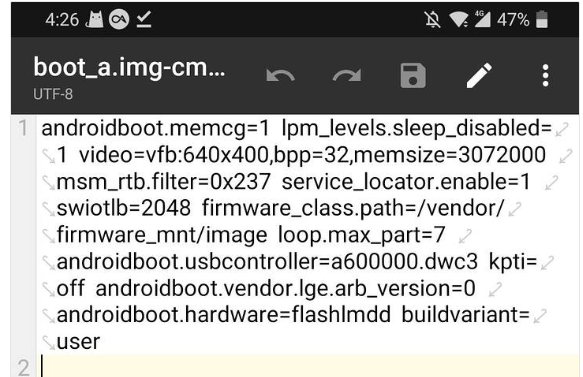 4:26 4G 47%
boot_a.img-cm...
UTF-8
1 androidboot.memcg=1 lpm_levels.sleep_disabled=
1 video=vfb:640x400,bpp=32,memsize=3072000
msm_rtb.filter=0x237 service_locator.enable=1
swiotlb=2048 firmware_class.path=/vendor/
firmware_mnt/image loop.max_part=7
androidboot.usbcontroller=a600000.dwc3 kpti=
off androidboot.vendor.lge.arb_version=0
androidboot.hardware=flashlmdd buildvariant=
user
2